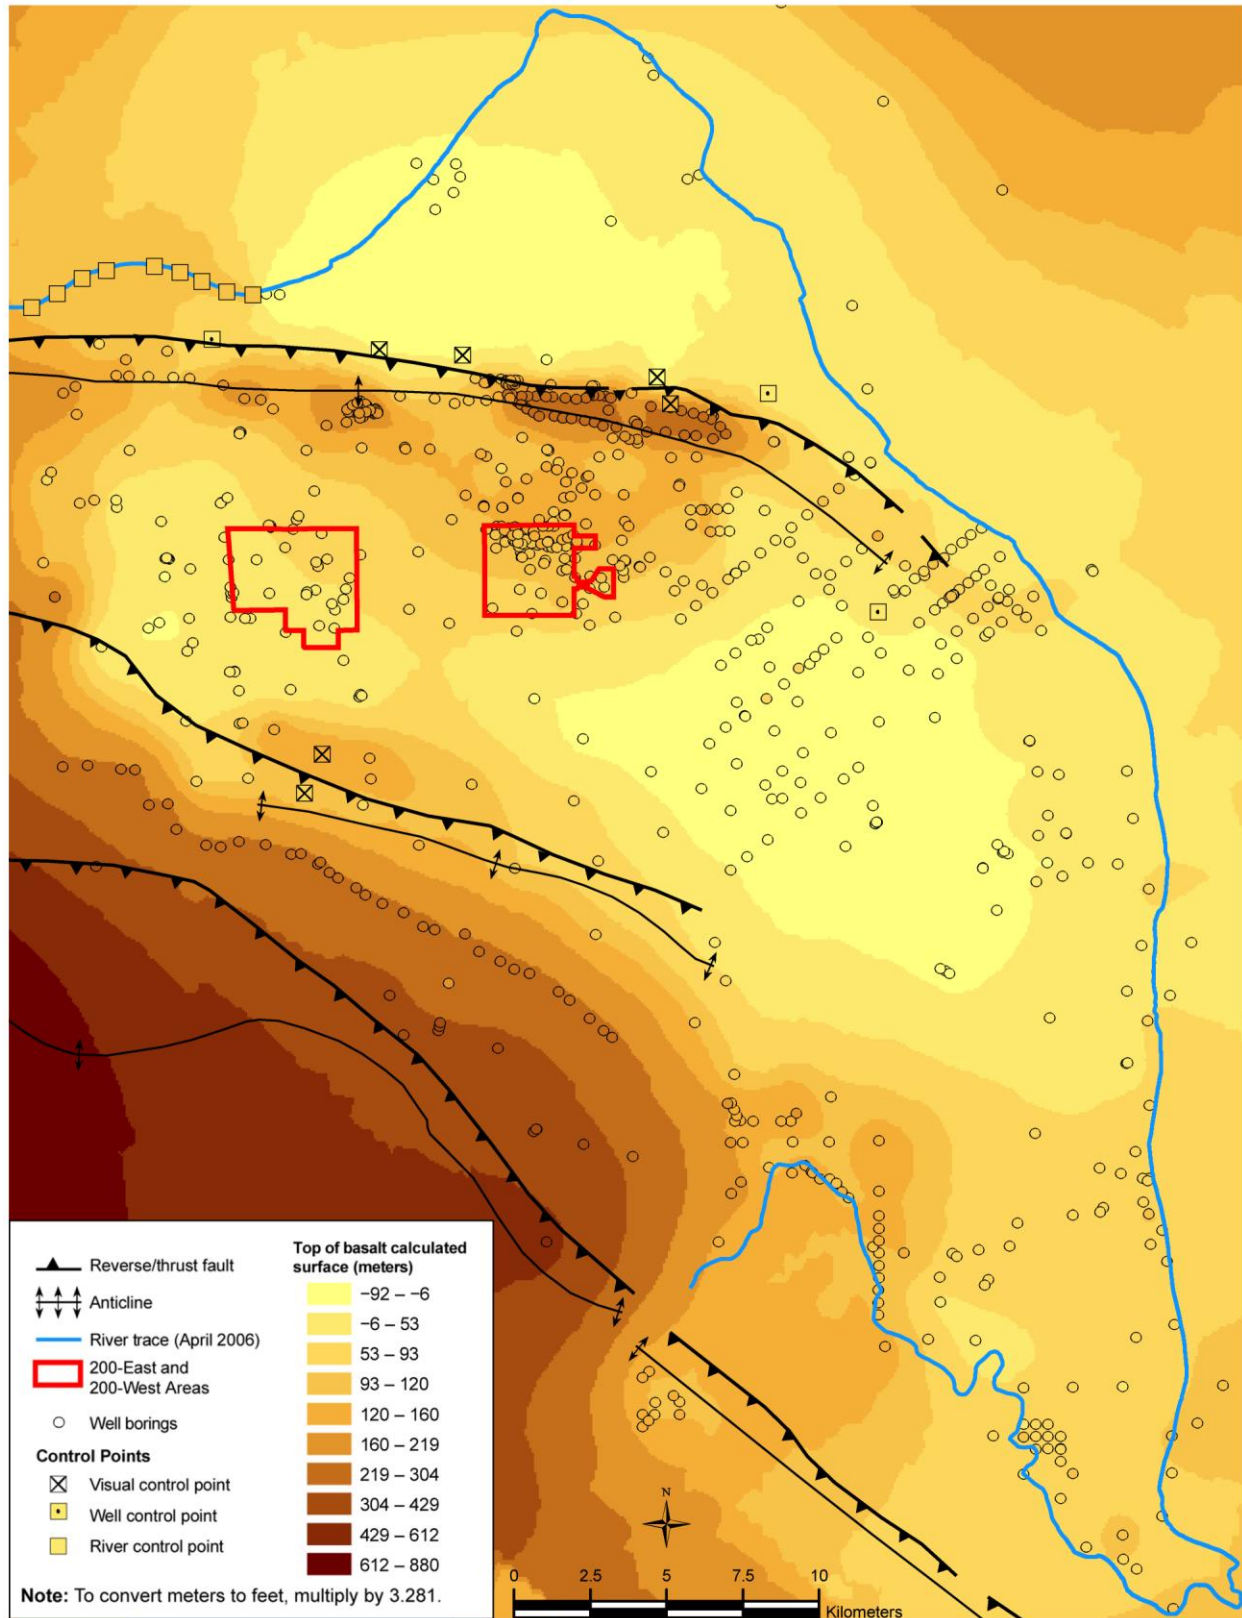 Reverse/thrust fault
Anticline
River trace (April 2006)
200-East and
200-West Areas
Well borings
Control Points
Visual control point
Well control point
River control point
Top of basalt calculated
surface (meters)
−92 – −6
−6 – 53
53 – 93
93 – 120
120 – 160
160 – 219
219 – 304
304 – 429
429 – 612
612 – 880
Note: To convert meters to feet, multiply by 3.281.
N
0 2.5 5 7.5 10
Kilometers